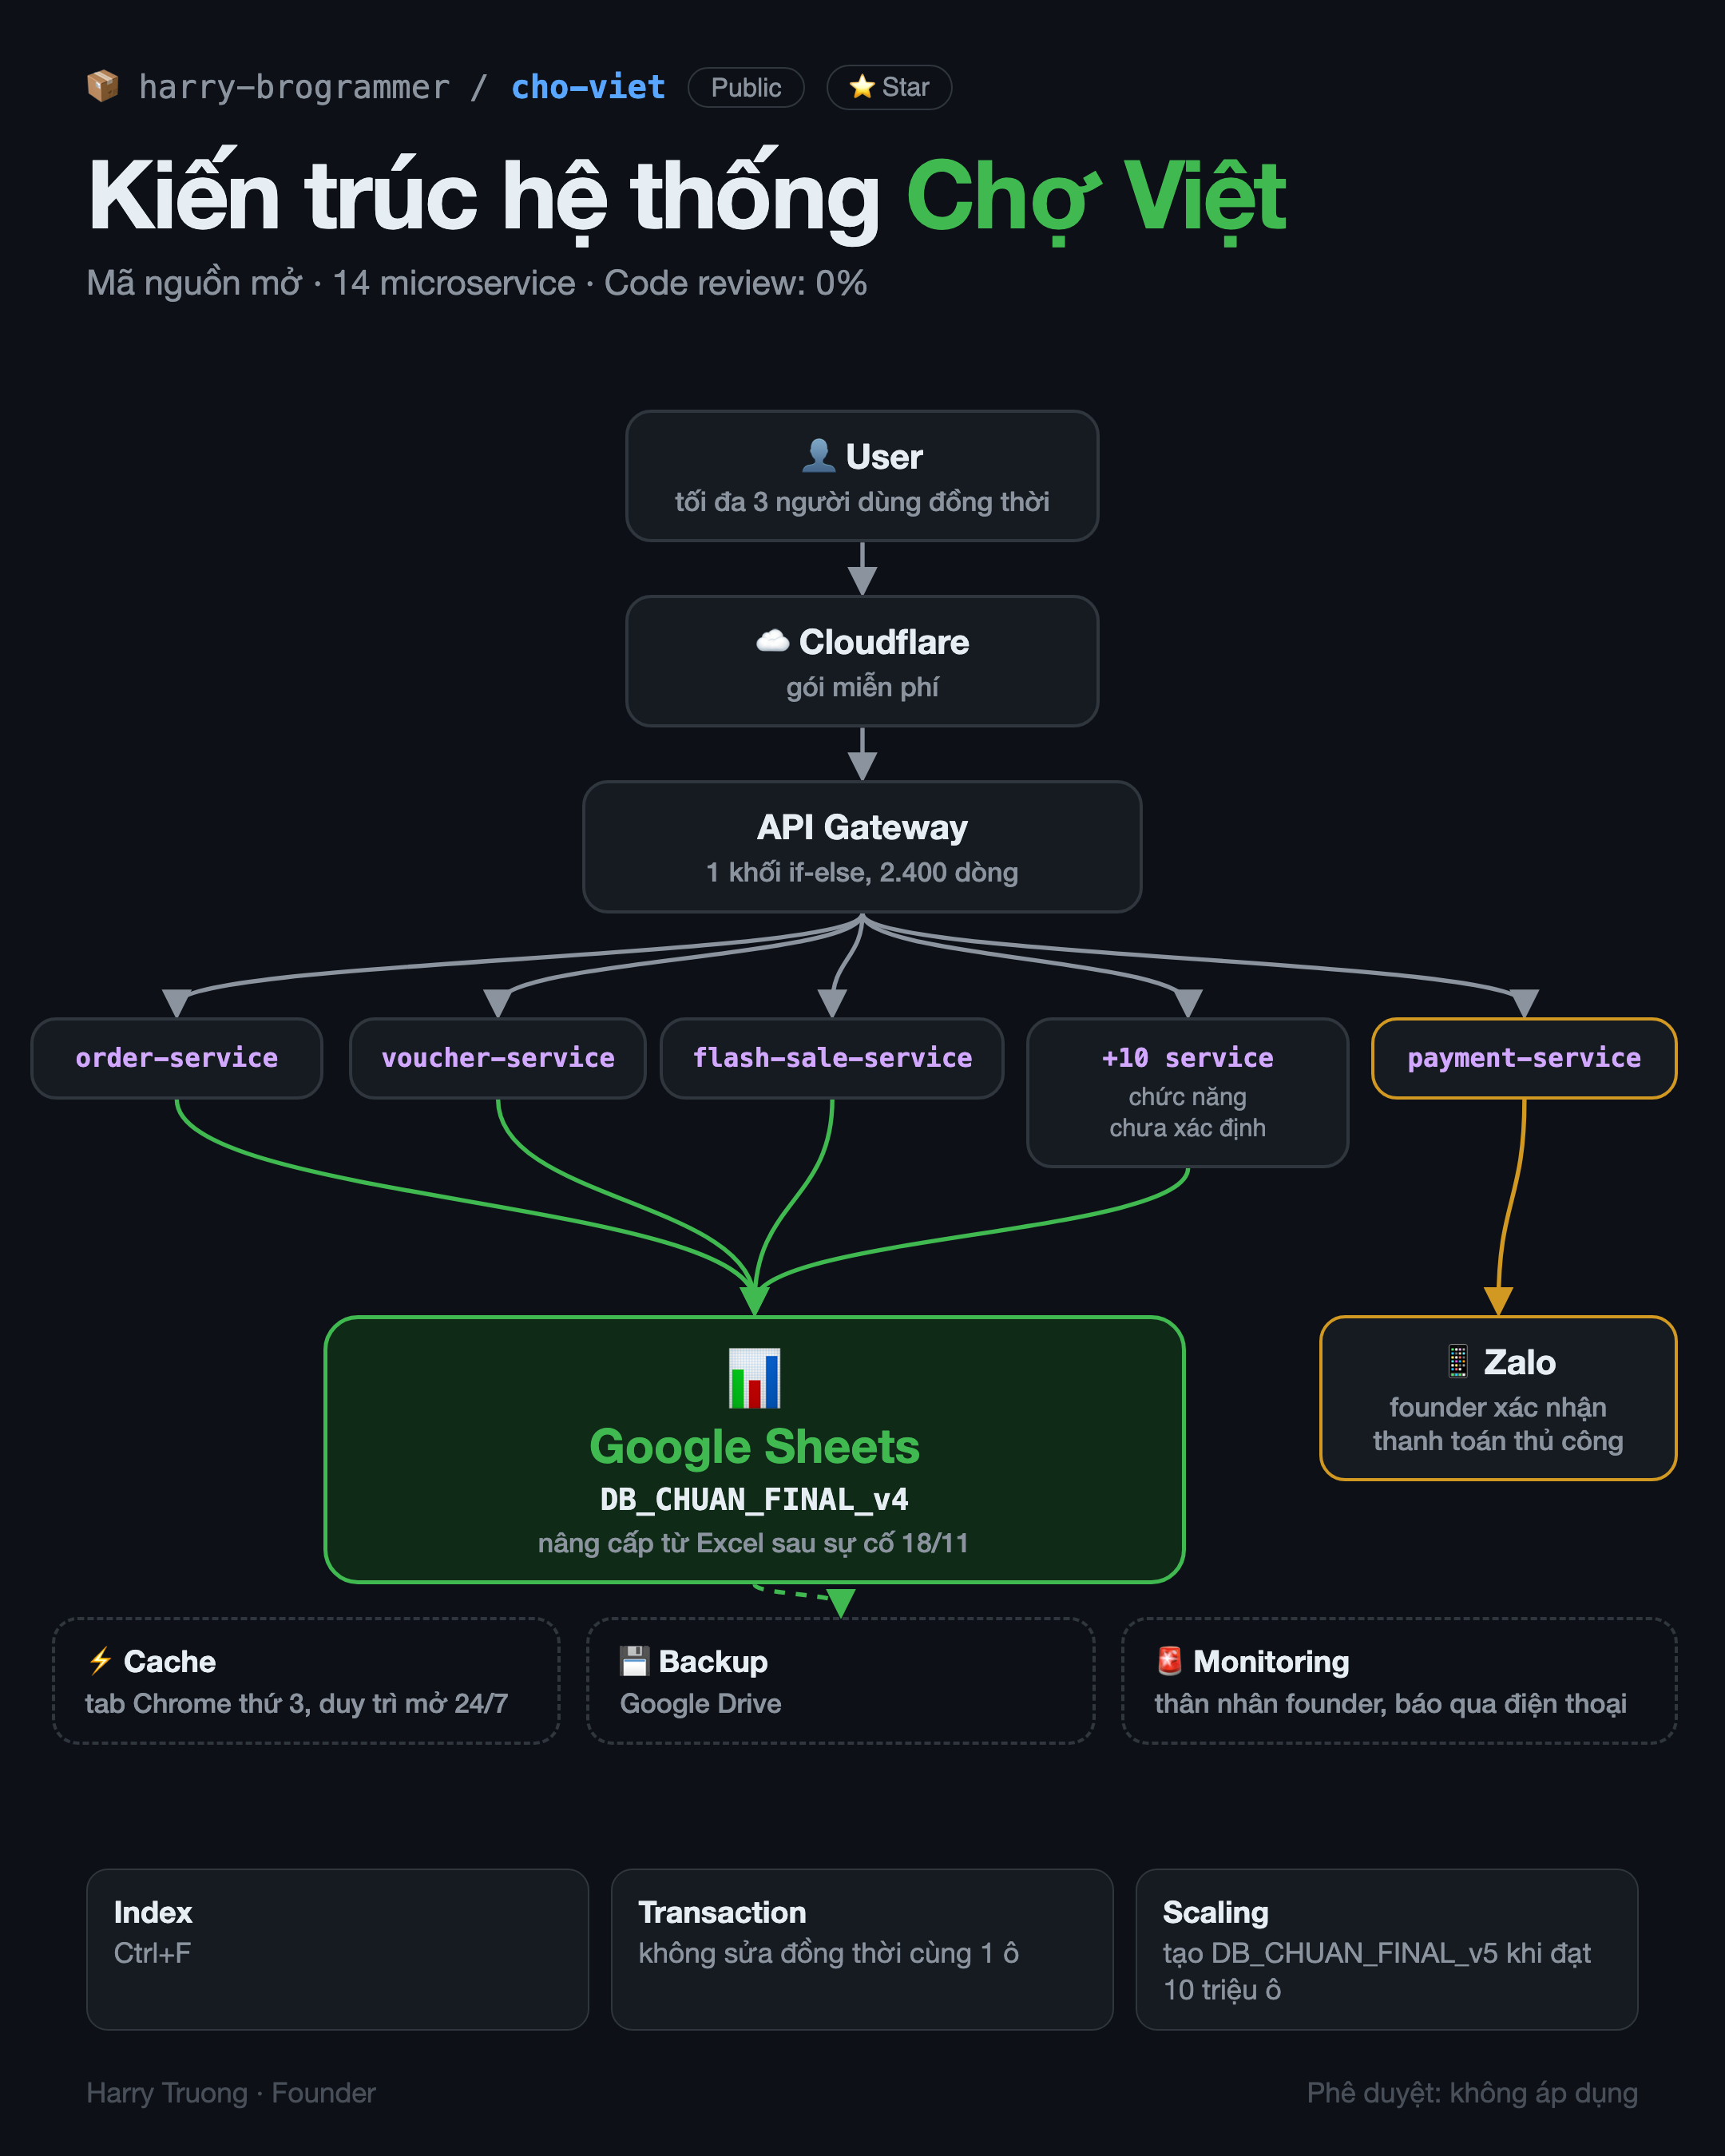 harry-brogrammer / cho-viet Public Star
Kiến trúc hệ thống Chợ Việt
Mã nguồn mở · 14 microservice · Code review: 0%
User
tối đa 3 người dùng đồng thời
Cloudflare
gói miễn phí
API Gateway
1 khối if-else, 2.400 dòng
order-service
voucher-service
flash-sale-service
+10 service
chức năng
chưa xác định
payment-service
Google Sheets
DB_CHUAN_FINAL_v4
nâng cấp từ Excel sau sự cố 18/11
Zalo
founder xác nhận
thanh toán thủ công
Cache
tab Chrome thứ 3, duy trì mở 24/7
Backup
Google Drive
Monitoring
thân nhân founder, báo qua điện thoại
Index
Ctrl+F
Transaction
không sửa đồng thời cùng 1 ô
Scaling
tạo DB_CHUAN_FINAL_v5 khi đạt
10 triệu ô
Harry Truong · Founder
Phê duyệt: không áp dụng